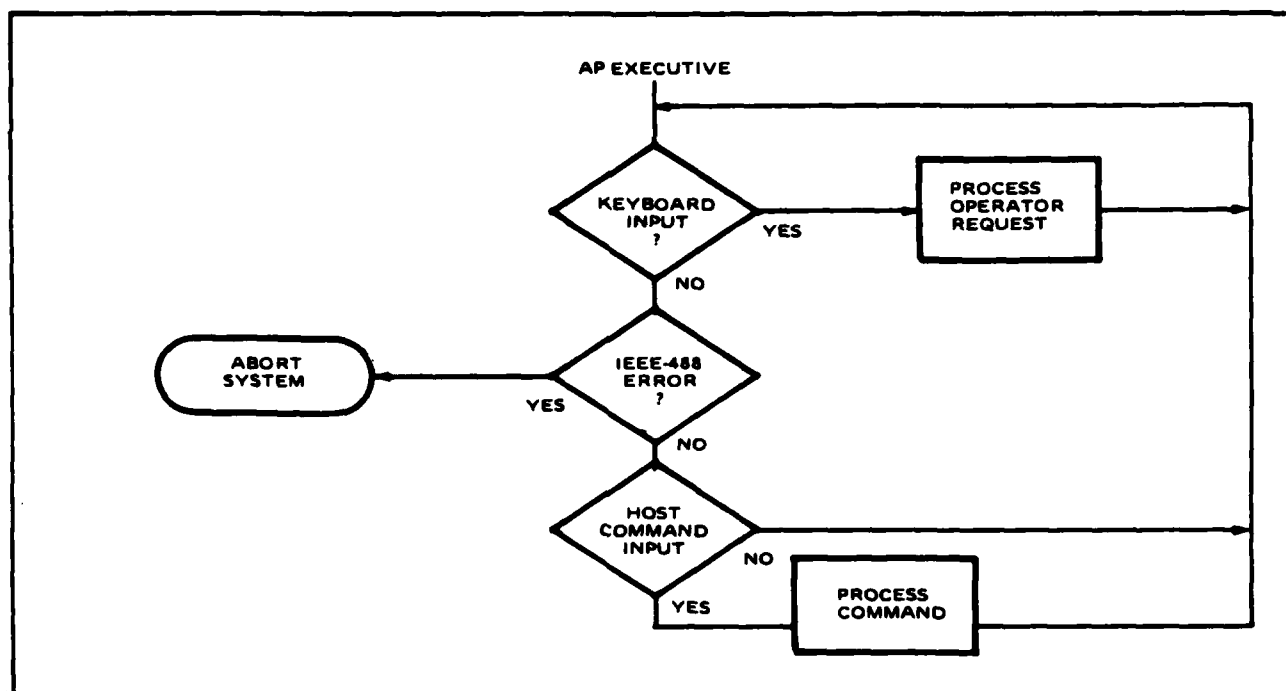 AP EXECUTIVE
KEYBOARD
INPUT
?
YES
PROCESS
OPERATOR
REQUEST
NO
IEEE-488
ERROR
?
YES
ABORT
SYSTEM
NO
HOST
COMMAND
INPUT
NO
YES
PROCESS
COMMAND